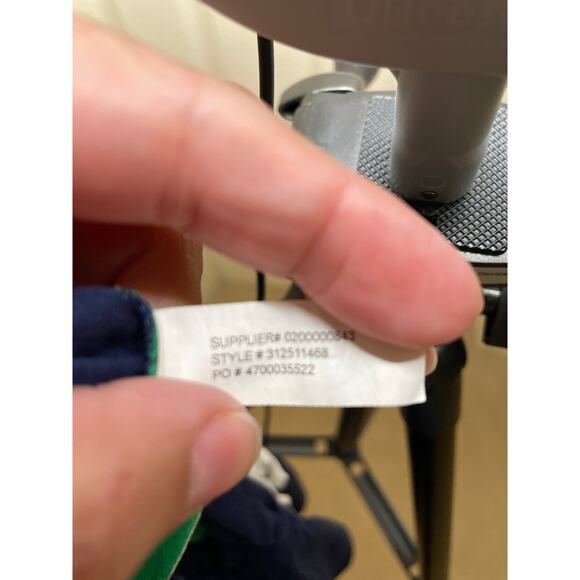 SUPPLIER# 0200000843
STYLE # 312511468
PO # 4700035522